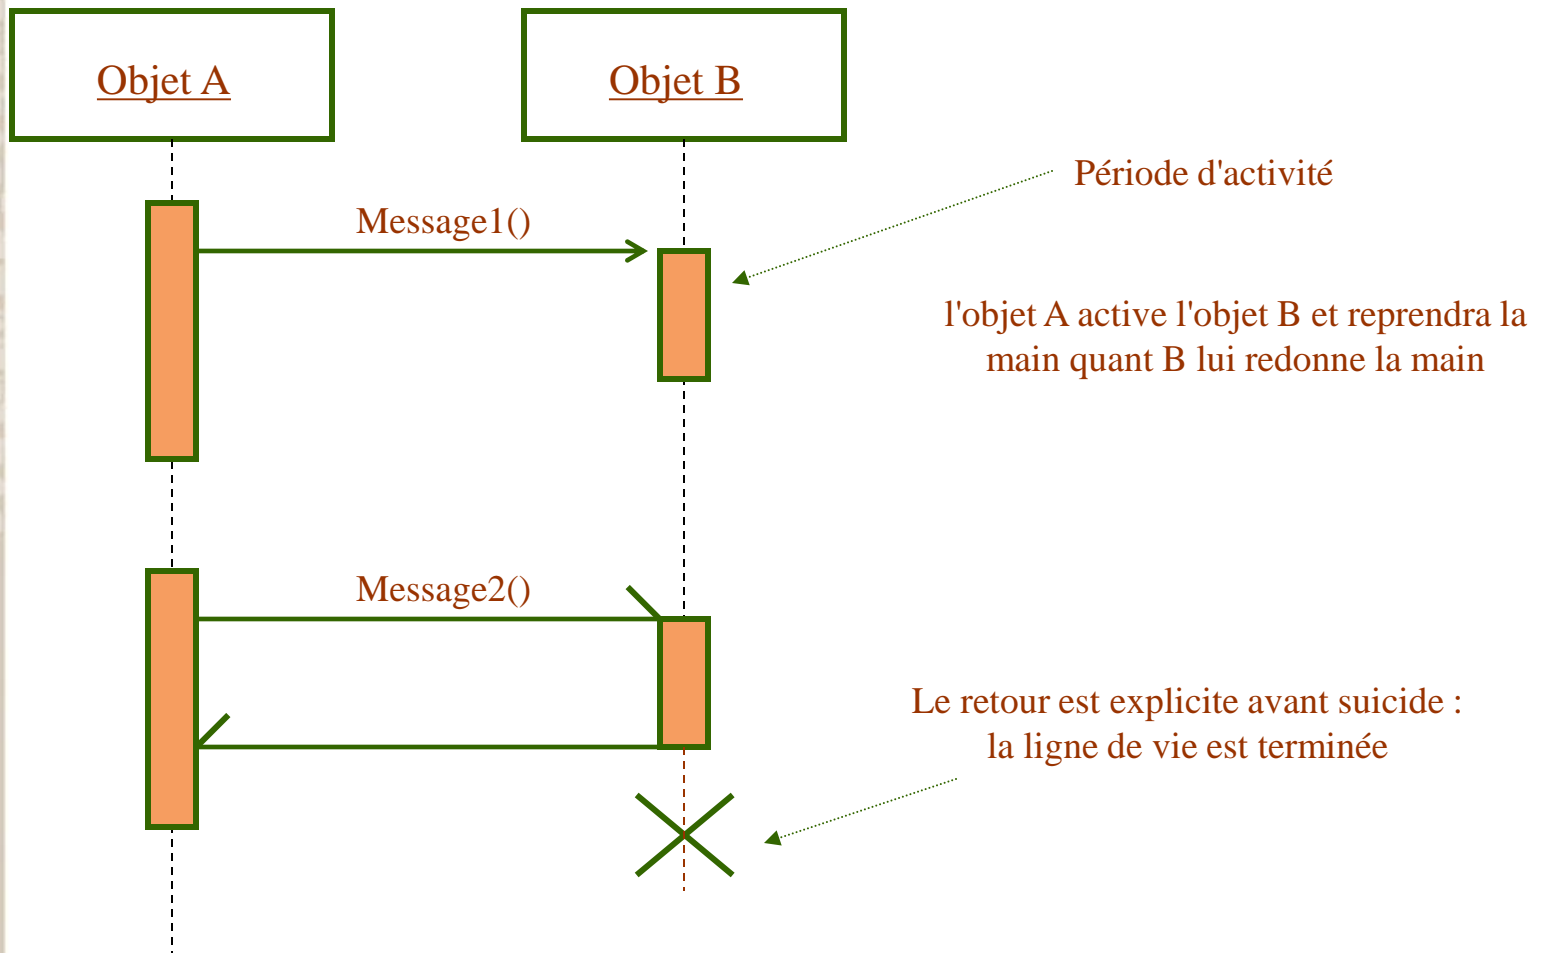 Objet A
Objet B
Période d'activité
Message1()
l'objet A active l'objet B et reprendra la
main quant B lui redonne la main
Message2()
Le retour est explicite avant suicide :
la ligne de vie est terminée